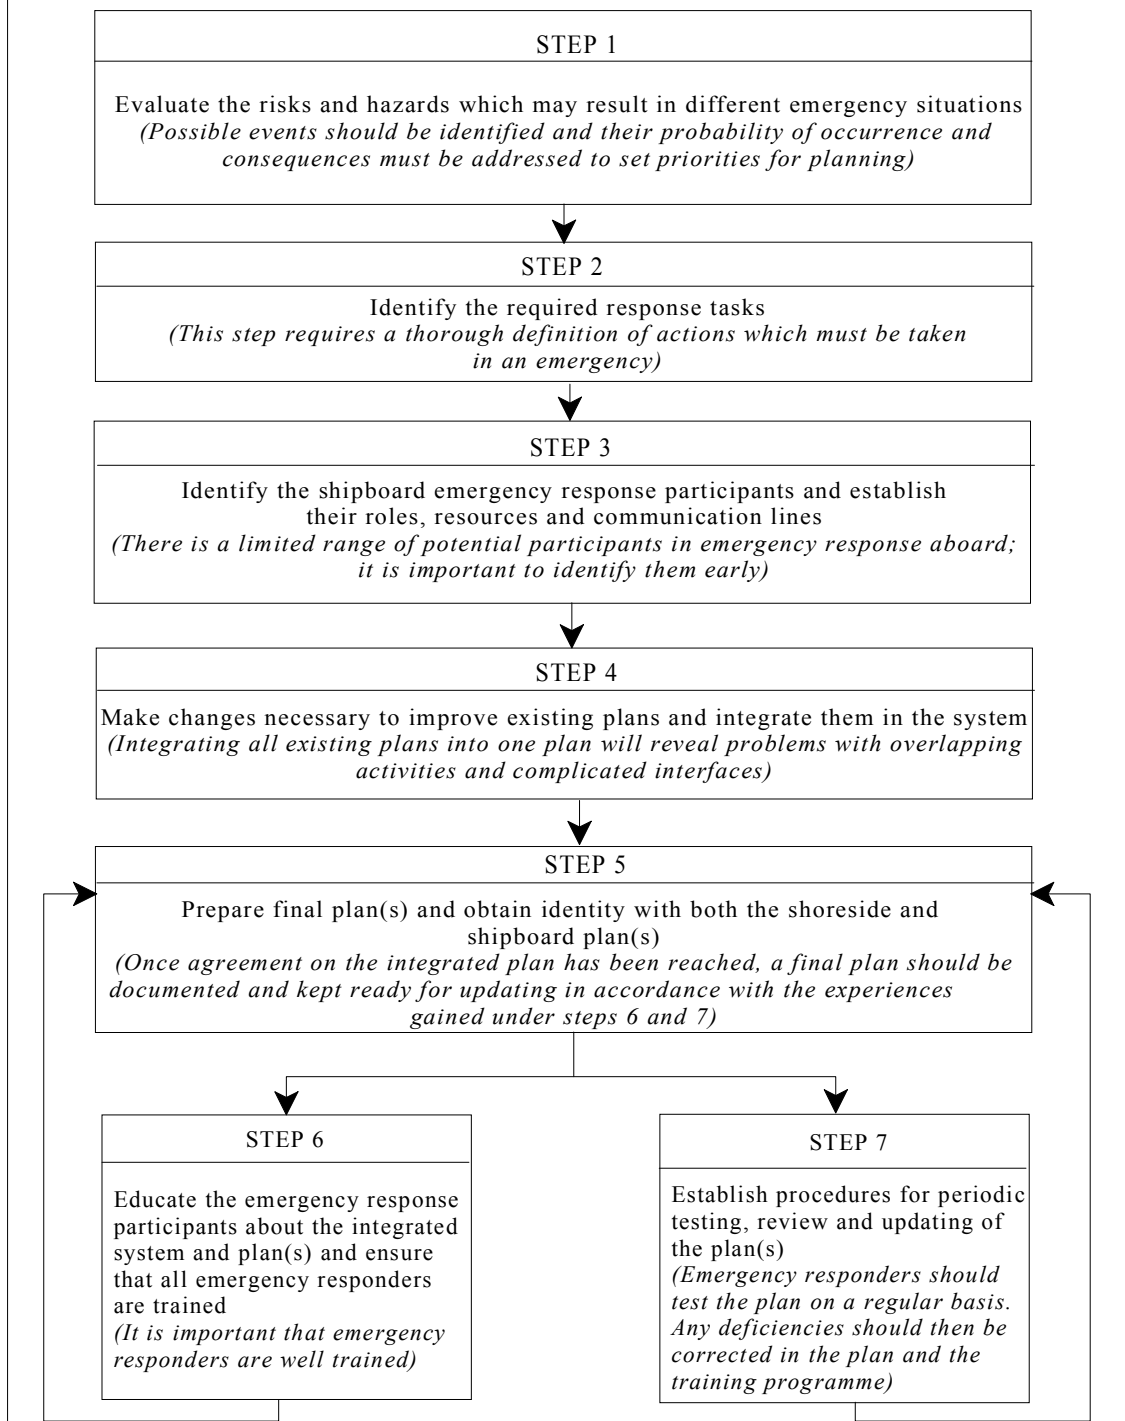 STEP 1
Evaluate the risks and hazards which may result in different emergency situations
(Possible events should be identified and their probability of occurrence and
consequences must be addressed to set priorities for planning)
STEP 2
Identify the required response tasks
(This step requires a thorough definition of actions which must be taken
in an emergency)
STEP 3
Identify the shipboard emergency response participants and establish
their roles, resources and communication lines
(There is a limited range of potential participants in emergency response aboard;
it is important to identify them early)
STEP 4
Make changes necessary to improve existing plans and integrate them in the system
(Integrating all existing plans into one plan will reveal problems with overlapping
activities and complicated interfaces)
STEP 5
Prepare final plan(s) and obtain identity with both the shoreside and
shipboard plan(s)
(Once agreement on the integrated plan has been reached, a final plan should be
documented and kept ready for updating in accordance with the experiences
gained under steps 6 and 7)
STEP 6
Educate the emergency response
participants about the integrated
system and plan(s) and ensure
that all emergency responders
are trained
(It is important that emergency
responders are well trained)
STEP 7
Establish procedures for periodic
testing, review and updating of
the plan(s)
(Emergency responders should
test the plan on a regular basis.
Any deficiencies should then be
corrected in the plan and the
training programme)